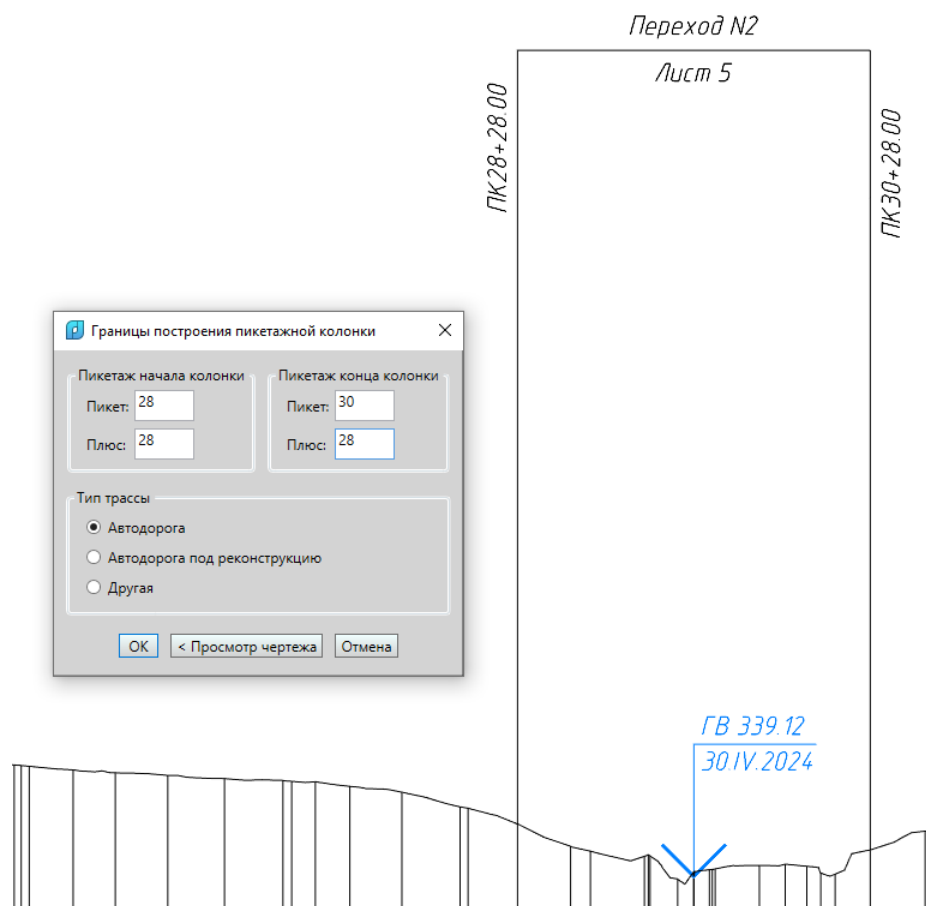 Переход N2
Лист 5
ПК28+28.00
ПК30+28.00
Границы построения пикетажной колонки
Пикетаж начала колонки
Пикет: 28
Плюс: 28
Пикетаж конца колонки
Пикет: 30
Плюс: 28
Тип трассы
Автодорога
Автодорога под реконструкцию
Другая
ОК
< Просмотр чертежа
Отмена
ГВ 339.12
30.IV.2024